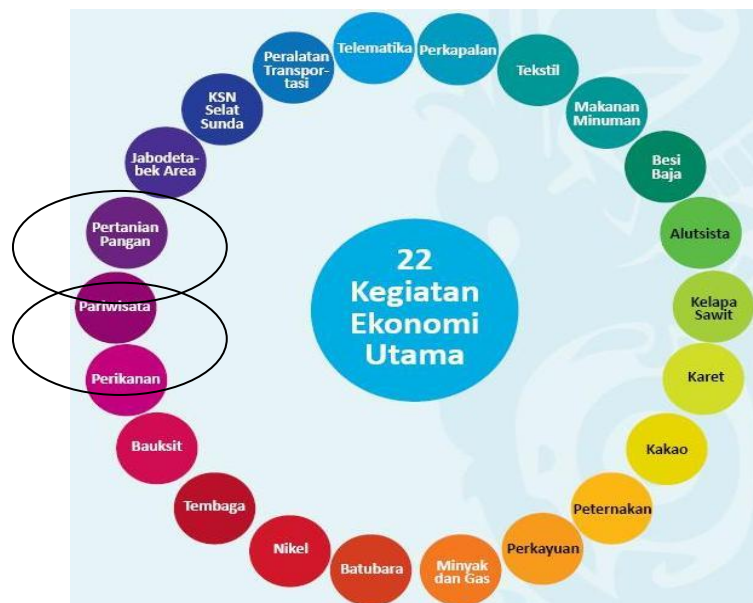 22
Kegiatan
Ekonomi
Utama
Telematika
Perkapalan
Tekstil
Makanan
Minuman
Besi
Baja
Alutsista
Kelapa
Sawit
Karet
Kakao
Peternakan
Perkayuan
Minyak
dan Gas
Batubara
Nikel
Tembaga
Bauksit
Perikanan
Pariwisata
Pertanian
Pangan
Jabodeta-
bek Area
KSN
Selat
Sunda
Peralatan
Transpor-
tasi